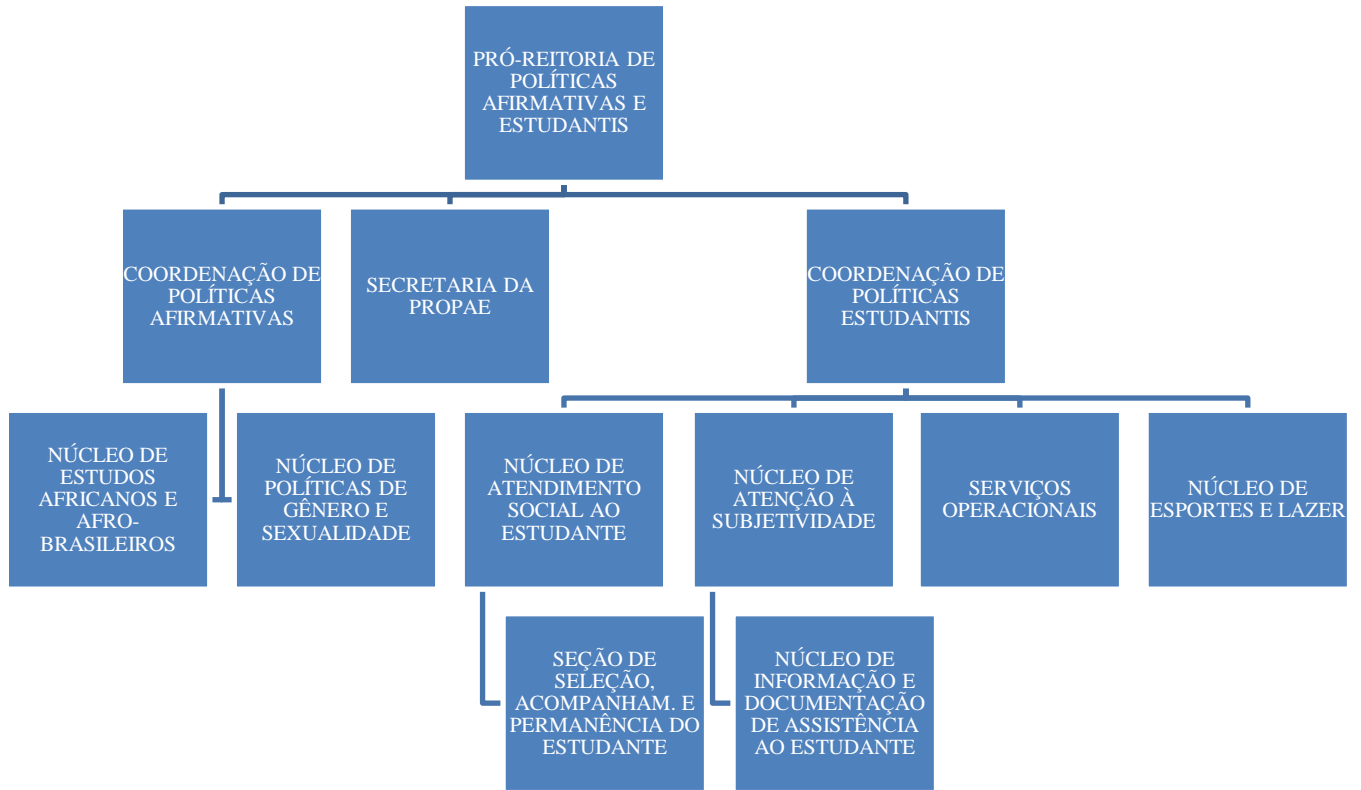 PRÓ-REITORIA DE
POLÍTICAS
AFIRMATIVAS E
ESTUDANTIS
COORDENAÇÃO DE
POLÍTICAS
AFIRMATIVAS
SECRETARIA DA
PROPAE
COORDENAÇÃO DE
POLÍTICAS
ESTUDANTIS
NÚCLEO DE
ESTUDOS
AFRICANOS E
AFRO-
BRASILEIROS
NÚCLEO DE
POLÍTICAS DE
GÊNERO E
SEXUALIDADE
NÚCLEO DE
ATENDIMENTO
SOCIAL AO
ESTUDANTE
NÚCLEO DE
ATENÇÃO À
SUBJETIVIDADE
SERVIÇOS
OPERACIONAIS
NÚCLEO DE
ESPORTES E LAZER
SEÇÃO DE
SELEÇÃO,
ACOMPANHAM. E
PERMANÊNCIA DO
ESTUDANTE
NÚCLEO DE
INFORMAÇÃO E
DOCUMENTAÇÃO
DE ASSISTÊNCIA
AO ESTUDANTE